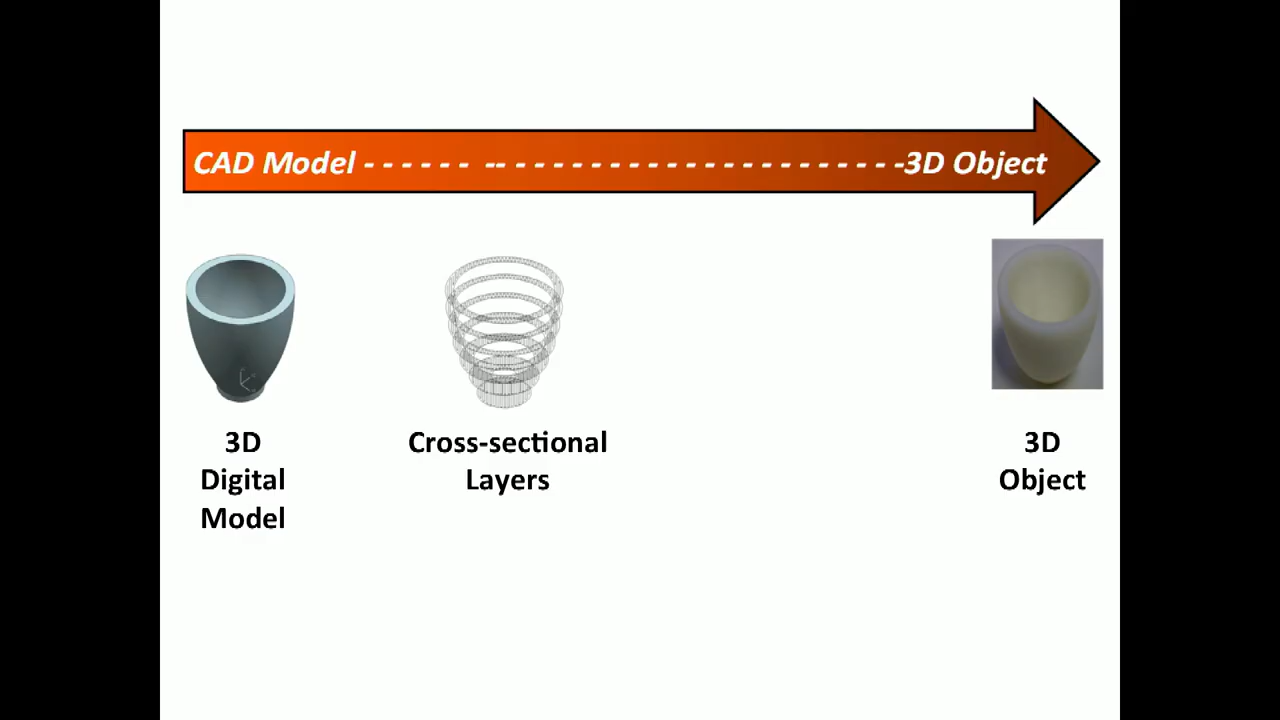 CAD Model - - - - - - -- - - - - - - - - - - - - - - - - - - - - - -3D Object
3D
Digital
Model
Cross-sectional
Layers
3D
Object